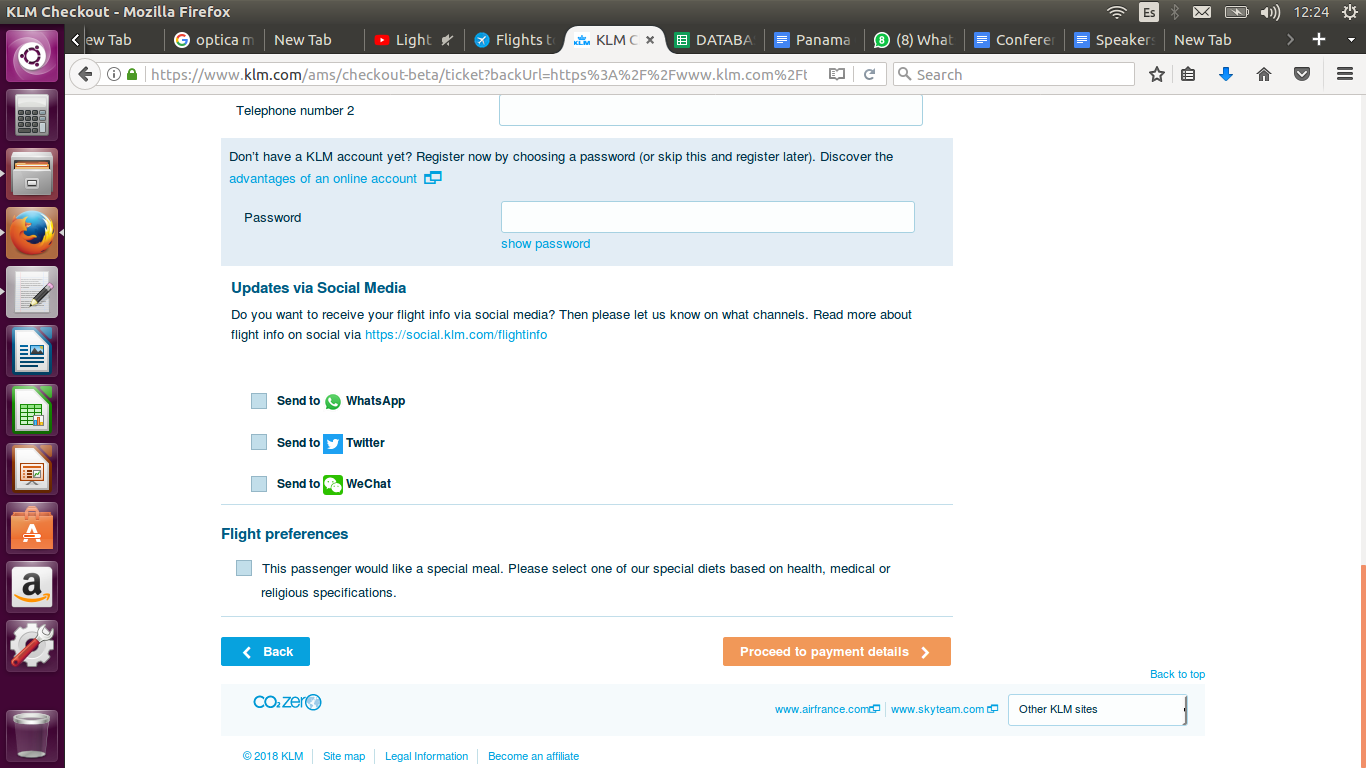 KLM Checkout - Mozilla Firefox
Es
12:24
ew Tab
optica m
New Tab
Light
Flights t
KLM C
DATABA
Panama
(8) What
Confere
Speaker
New Tab
https://www.klm.com/ams/checkout-beta/ticket?backUrl=https%3A%2F%2Fwww.klm.com%2Ft
Search
Telephone number 2
Don't have a KLM account yet? Register now by choosing a password (or skip this and register later). Discover the
advantages of an online account
Password
show password
Updates via Social Media
Do you want to receive your flight info via social media? Then please let us know on what channels. Read more about
flight info on social via https://social.klm.com/flightinfo
Send to WhatsApp
Send to Twitter
Send to WeChat
Flight preferences
This passenger would like a special meal. Please select one of our special diets based on health, medical or
religious specifications.
Back
Proceed to payment details
Back to top
CO2zero
www.airfrance.com
www.skyteam.com
Other KLM sites
© 2018 KLM
Site map
Legal Information
Become an affiliate